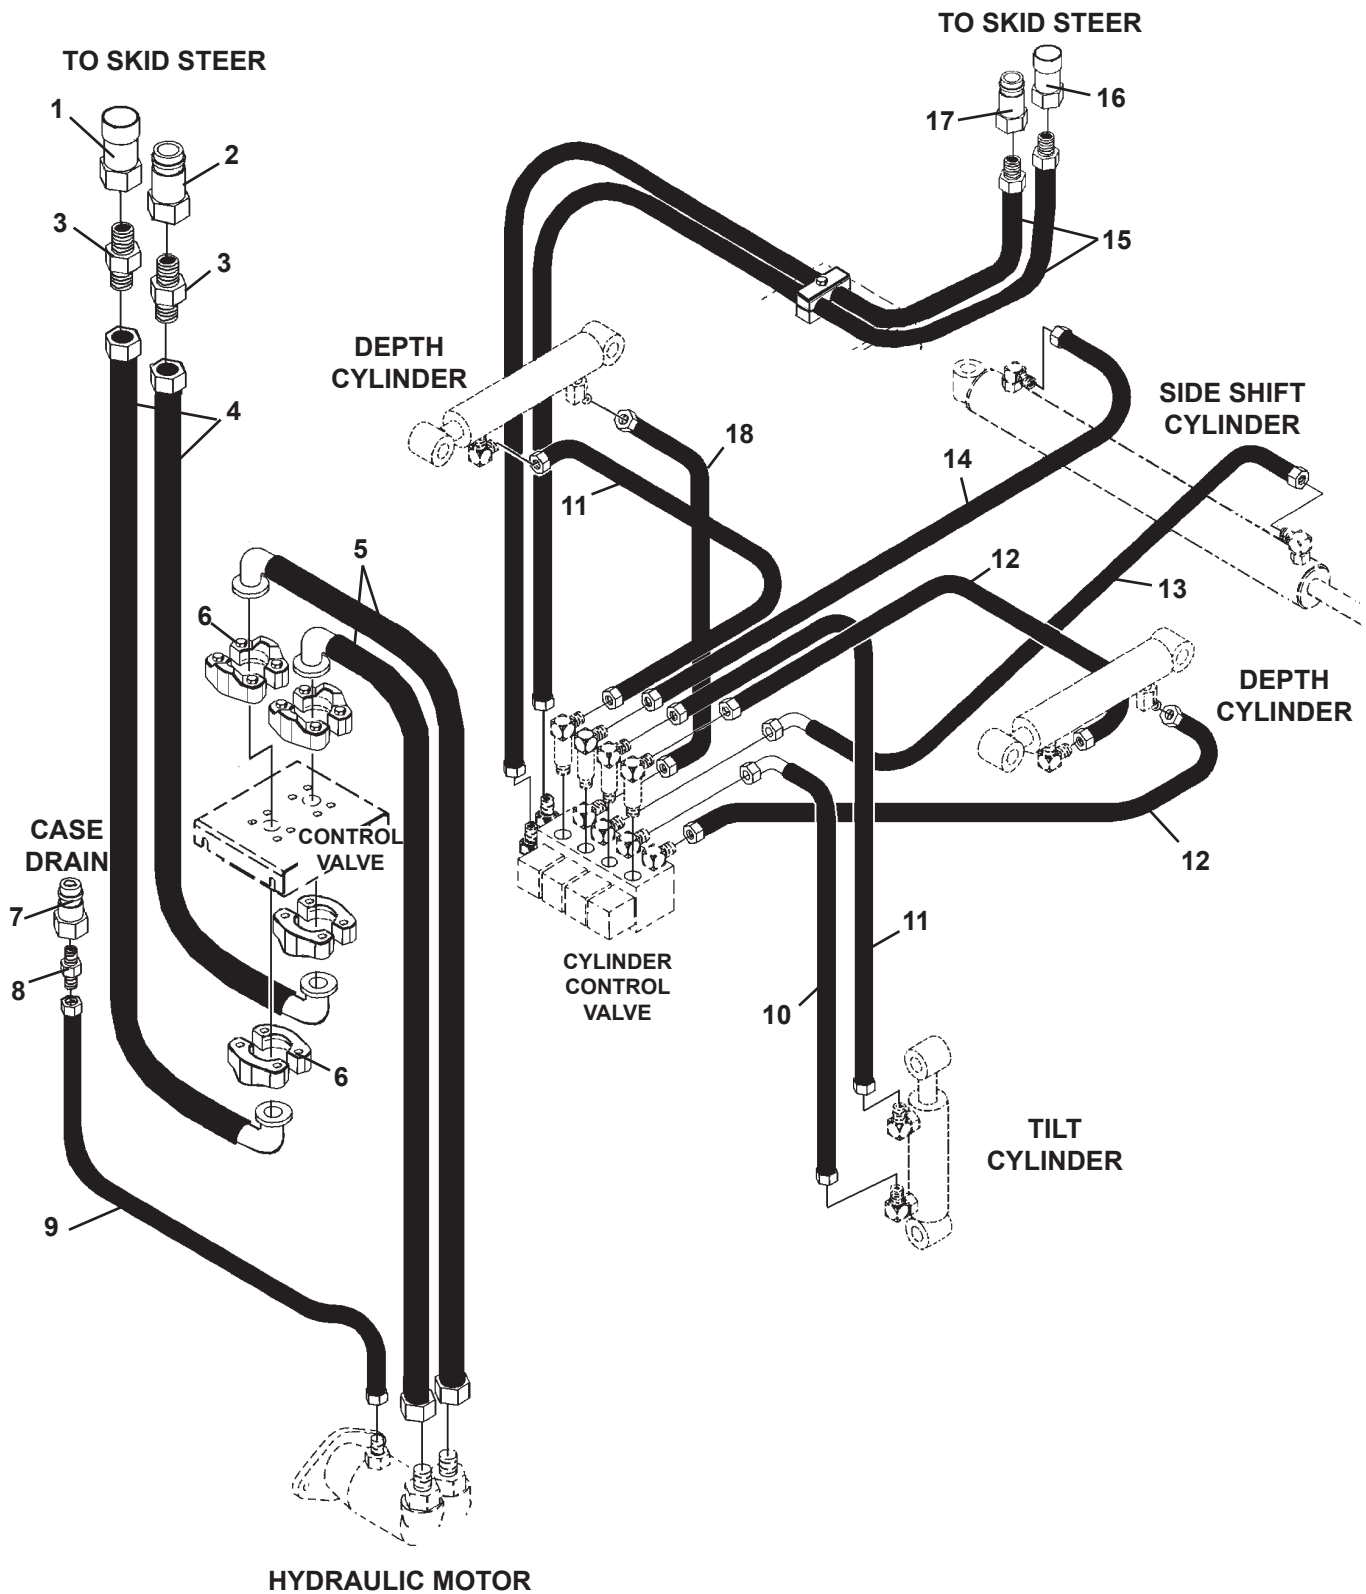 TO SKID STEER
TO SKID STEER
1
2
3
3
4
16
17
15
DEPTH
CYLINDER
SIDE SHIFT
CYLINDER
18
14
11
5
6
12
13
DEPTH
CYLINDER
CASE
DRAIN
CONTROL
VALVE
12
7
8
11
10
CYLINDER
CONTROL
VALVE
6
TILT
CYLINDER
9
HYDRAULIC MOTOR